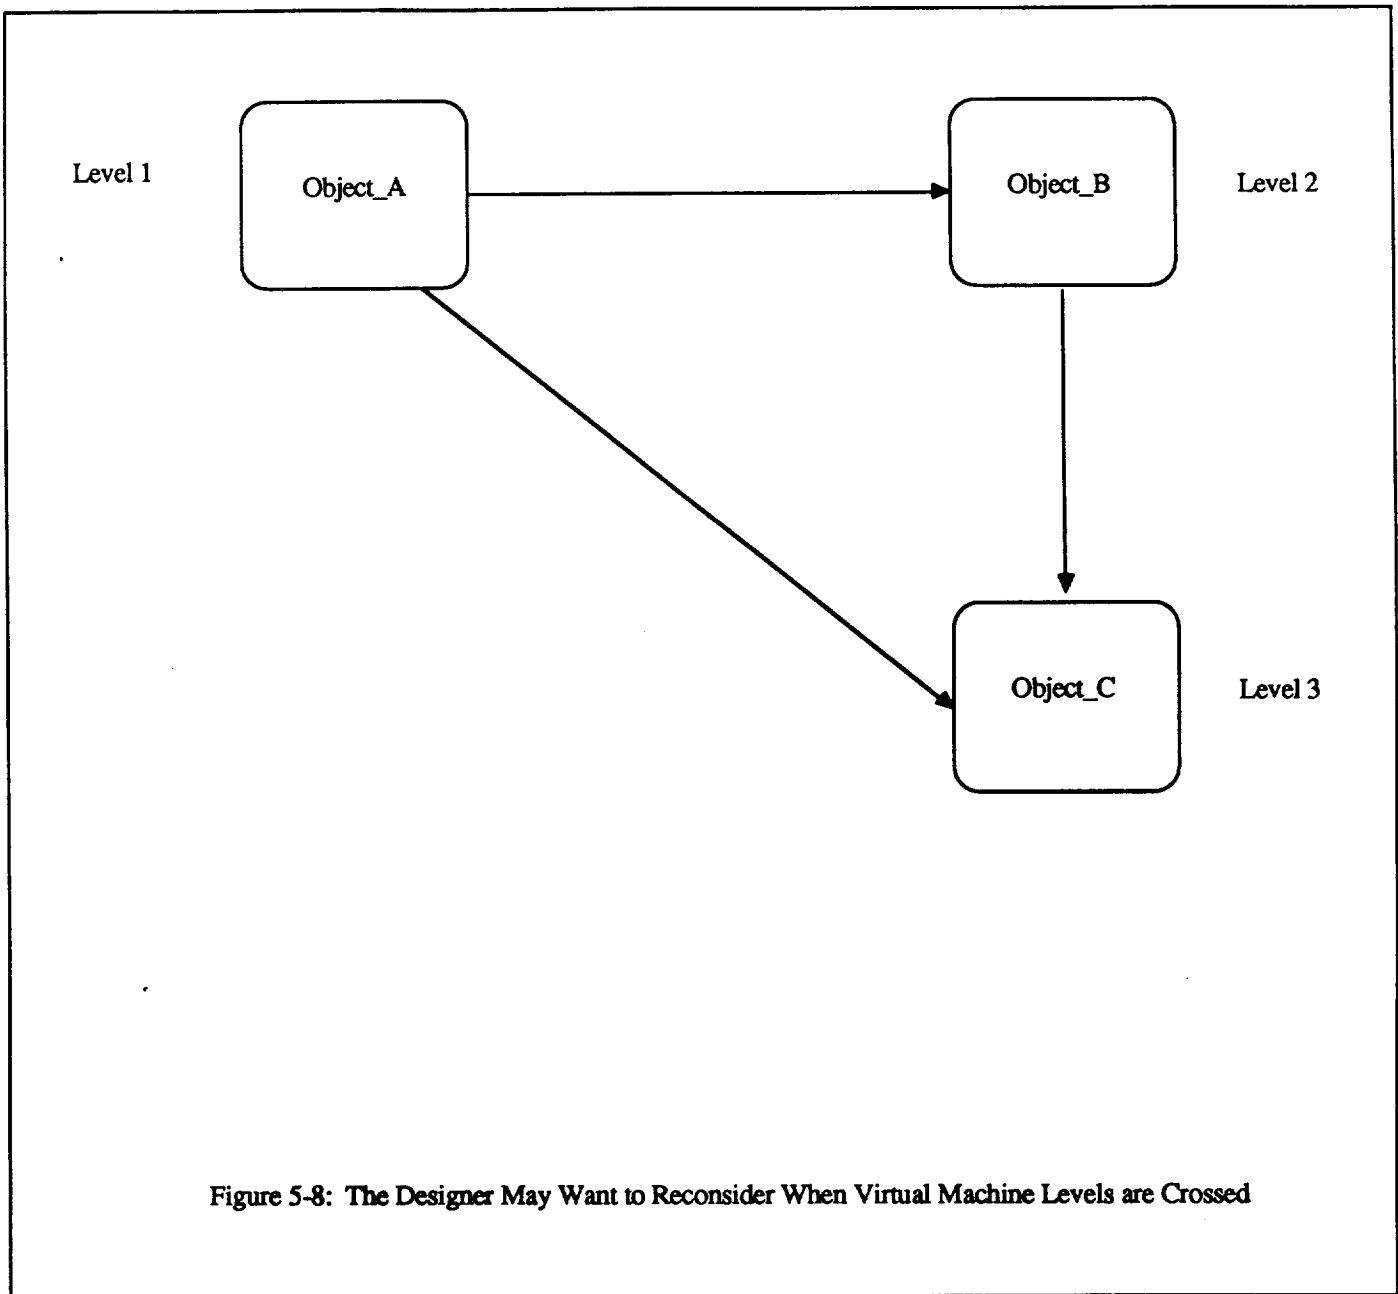 Level 1
Object_A
Object_B
Level 2
Object_C
Level 3
Figure 5-8: The Designer May Want to Reconsider When Virtual Machine Levels are Crossed